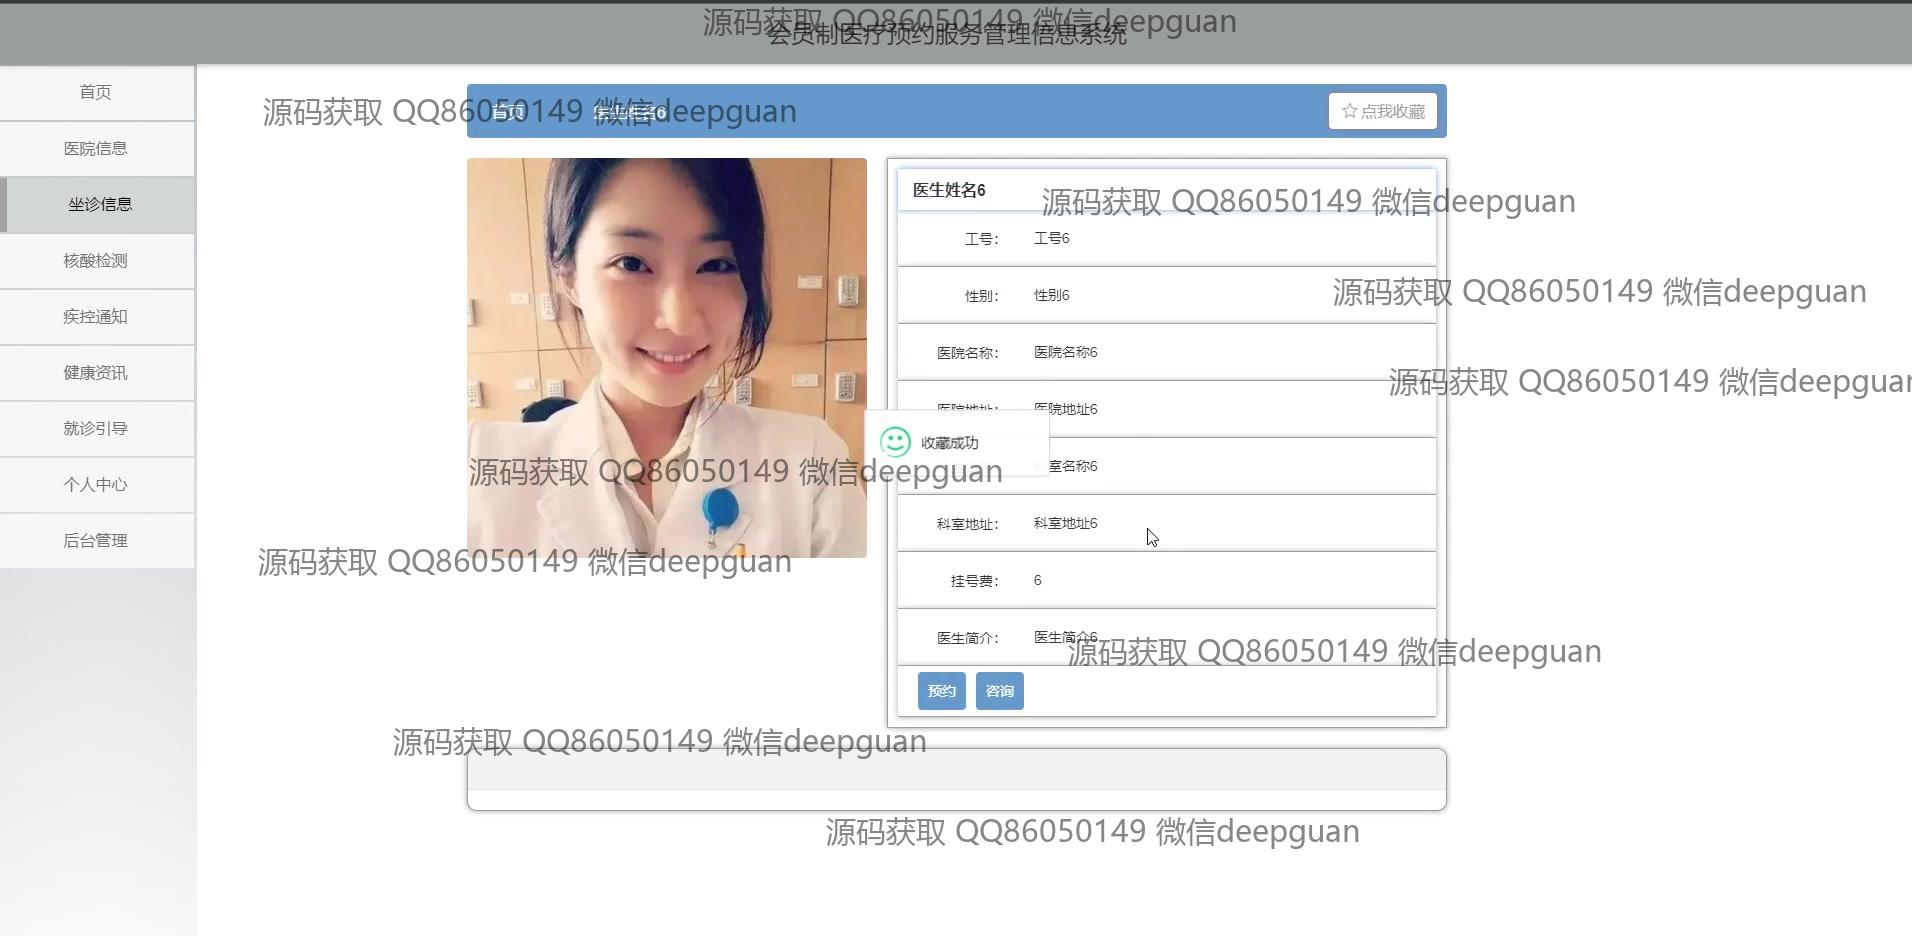 源码获取 QQ86050149 微信deepguan
会员制医疗预约服务管理信息系统
首页
医院信息
坐诊信息
核酸检测
疾控通知
健康资讯
就诊引导
个人中心
后台管理
首页 医生姓名6
☆ 点我收藏
源码获取 QQ86050149 微信deepguan
医生姓名6
源码获取 QQ86050149 微信deepguan
工号： 工号6
性别： 性别6
源码获取 QQ86050149 微信deepguan
医院名称： 医院名称6
源码获取 QQ86050149 微信deepguan
医院地址： 医院地址6
收藏成功
科室名称6
源码获取 QQ86050149 微信deepguan
科室地址： 科室地址6
源码获取 QQ86050149 微信deepguan
挂号费： 6
医生简介： 医生简介6
源码获取 QQ86050149 微信deepguan
预约 咨询
源码获取 QQ86050149 微信deepguan
源码获取 QQ86050149 微信deepguan